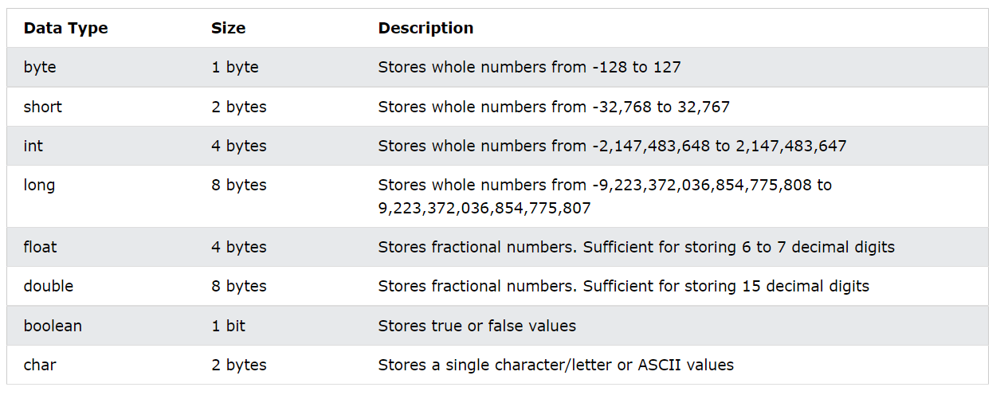 Data Type Size Description
byte 1 byte Stores whole numbers from -128 to 127
short 2 bytes Stores whole numbers from -32,768 to 32,767
int 4 bytes Stores whole numbers from -2,147,483,648 to 2,147,483,647
long 8 bytes Stores whole numbers from -9,223,372,036,854,775,808 to
9,223,372,036,854,775,807
float 4 bytes Stores fractional numbers. Sufficient for storing 6 to 7 decimal digits
double 8 bytes Stores fractional numbers. Sufficient for storing 15 decimal digits
boolean 1 bit Stores true or false values
char 2 bytes Stores a single character/letter or ASCII values